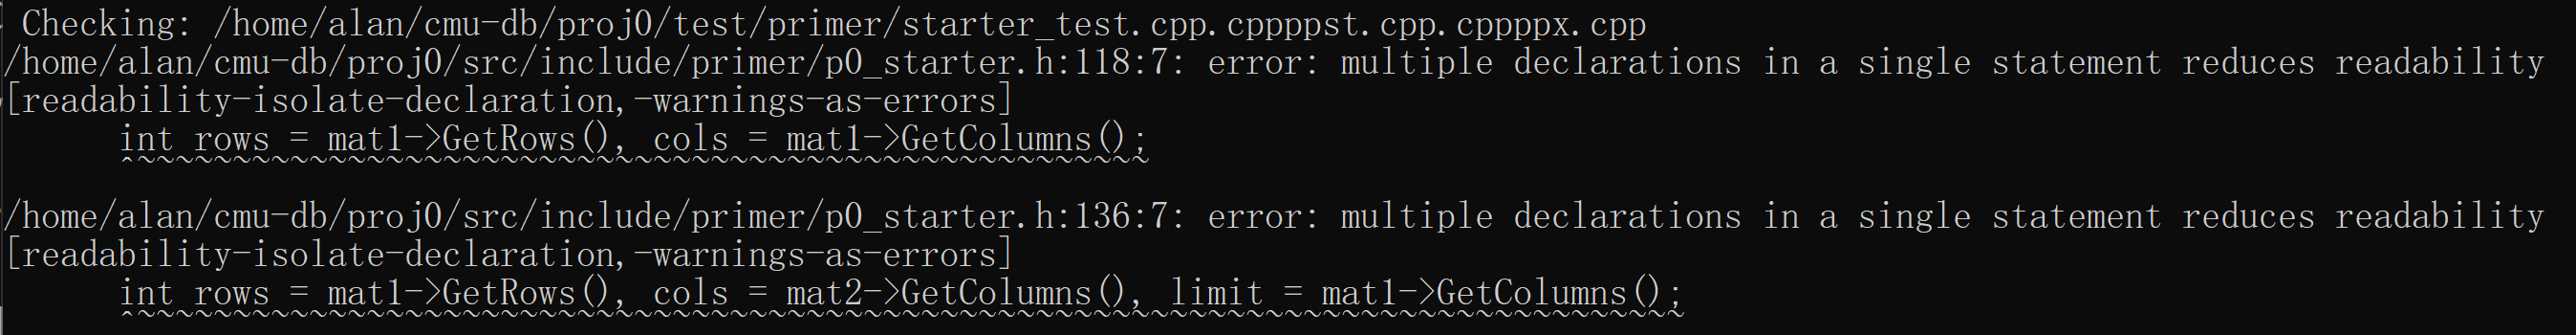 Checking: /home/alan/cmu-db/proj0/test/primer/starter_test.cpp.cppppst.cpp.cppppx.cpp
/home/alan/cmu-db/proj0/src/include/primer/p0_starter.h:118:7: error: multiple declarations in a single statement reduces readability
[readability-isolate-declaration,-warnings-as-errors]
int rows = mat1->GetRows(), cols = mat1->GetColumns();
^~~~~~~~~~~~~~~~~~~~~~~~~~~~~~~~~~~~~~~~~~~~~~~~~~~~~~
/home/alan/cmu-db/proj0/src/include/primer/p0_starter.h:136:7: error: multiple declarations in a single statement reduces readability
[readability-isolate-declaration,-warnings-as-errors]
int rows = mat1->GetRows(), cols = mat2->GetColumns(), limit = mat1->GetColumns();
^~~~~~~~~~~~~~~~~~~~~~~~~~~~~~~~~~~~~~~~~~~~~~~~~~~~~~~~~~~~~~~~~~~~~~~~~~~~~~~~~~